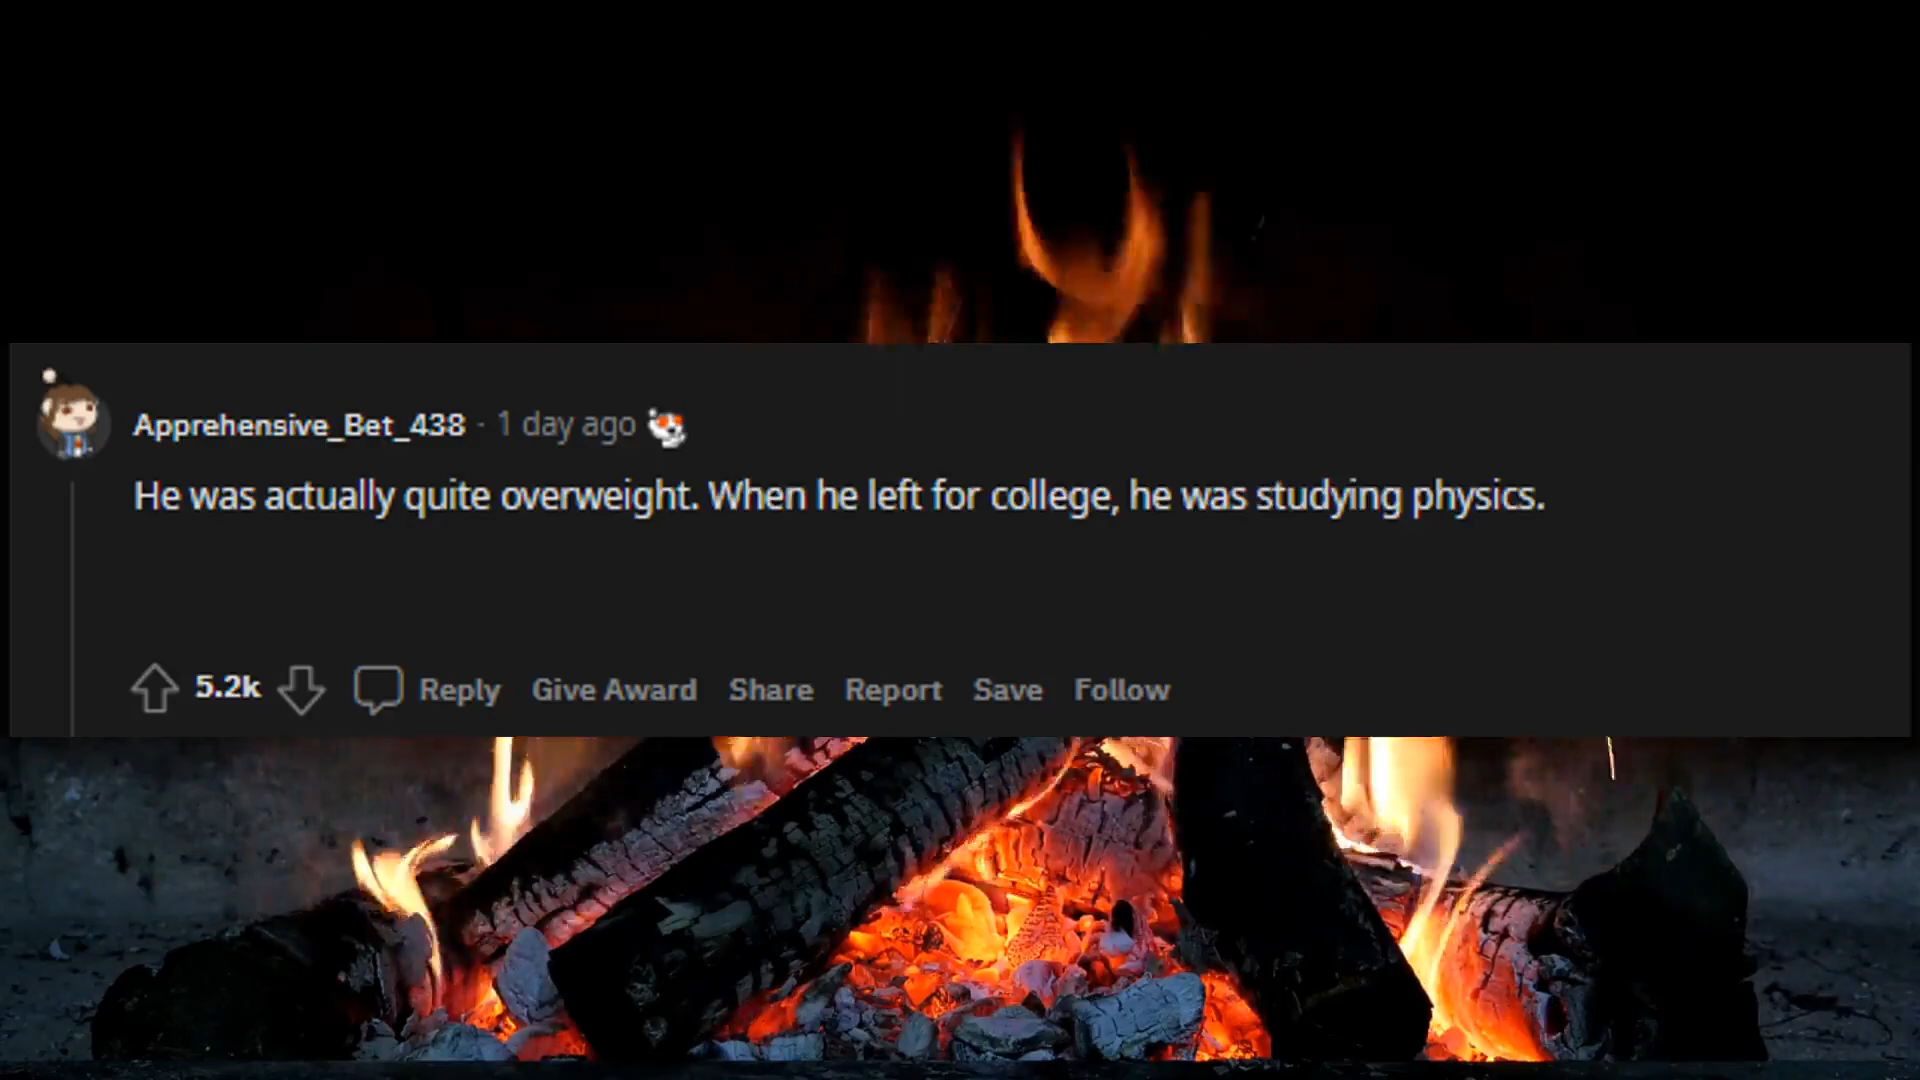 Apprehensive_Bet_438 · 1 day ago
He was actually quite overweight. When he left for college, he was studying physics.
5.2k Reply Give Award Share Report Save Follow